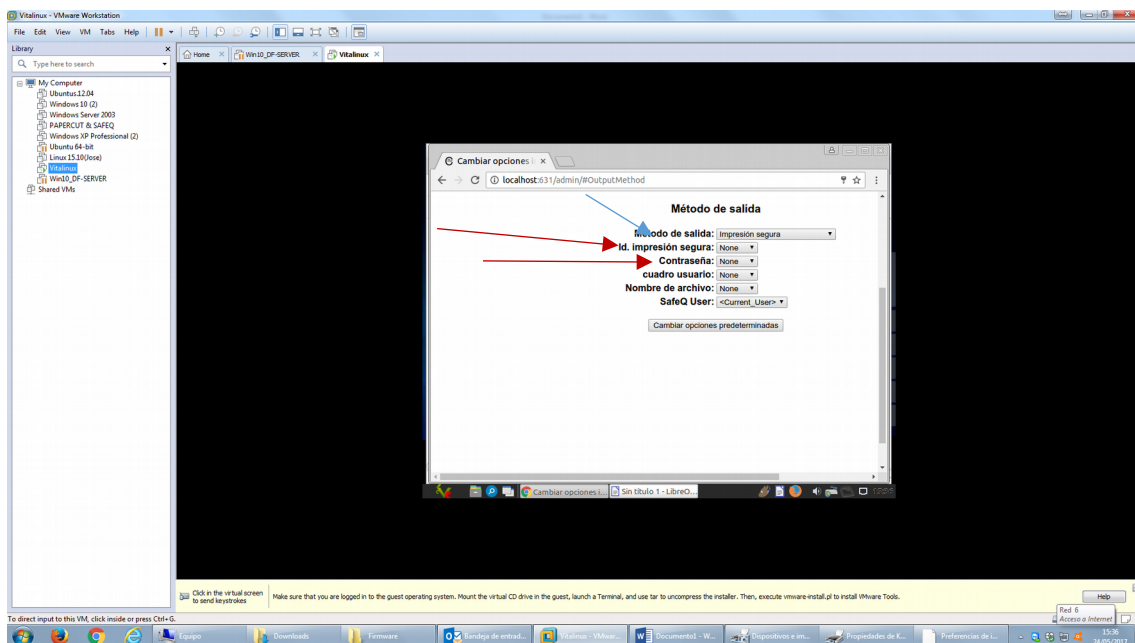 Vitalinux - VMware Workstation
File Edit View VM Tabs Help
Library
Type here to search
Home
Win10_DF-SERVER
Vitalinux
My Computer
Ubuntus12.04
Windows 10 (2)
Windows Server 2003
PAPERCUT & SAFEQ
Windows XP Professional (2)
Ubuntu 64-bit
Linux 15.10(Jose)
Vitalinux
Win10_DF-SERVER
Shared VMs
Cambiar opciones i
localhost:631/admin/#OutputMethod
Método de salida
Método de salida: Impresión segura
Id. impresión segura: None
Contraseña: None
cuadro usuario: None
Nombre de archivo: None
SafeQ User: <Current_User>
Cambiar opciones predeterminadas
Cambiar opciones i... Sin título 1 - LibreO...
Click in the virtual screen
to send keystrokes
Make sure that you are logged in to the guest operating system. Mount the virtual CD drive in the guest, launch a Terminal, and use tar to uncompress the installer. Then, execute vmware-install.pl to install VMware Tools.
Help
To direct input to this VM, click inside or press Ctrl+G.
Red 6
Acceso a Internet
Equipo Downloads Firmware Bandeja de entrad... Vitalinux - VMwar... Documento1 - W... Dispositivos e im... Propiedades de K... Preferencias de i...
15:36
24/05/2017